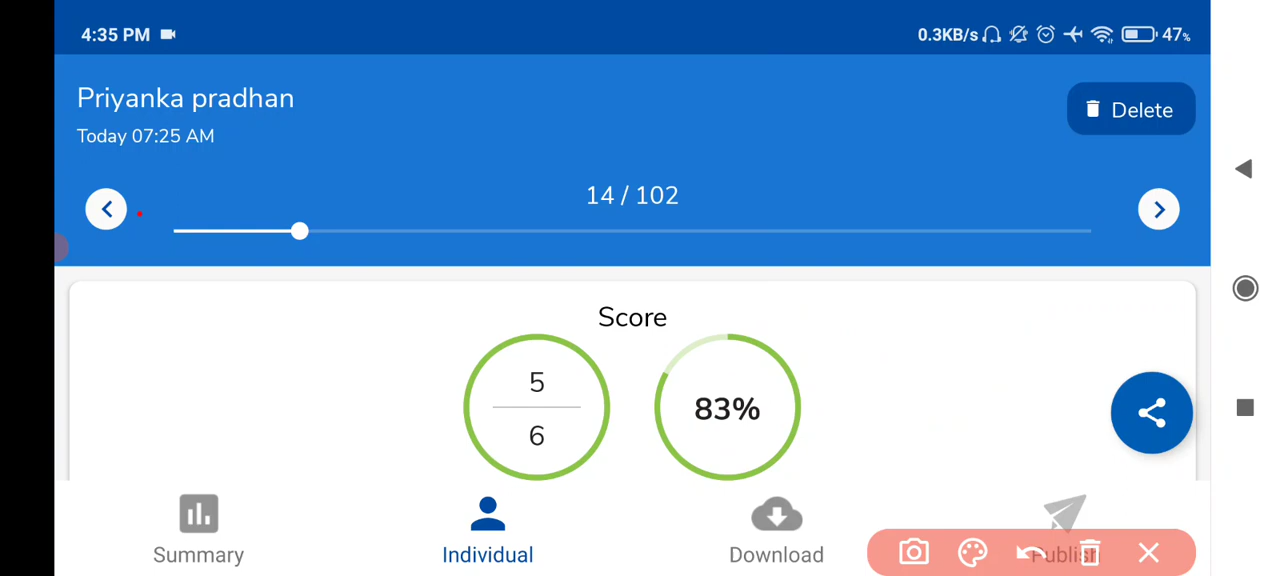 4:35 PM 0.3KB/s 47%
Priyanka pradhan
Delete
Today 07:25 AM
14 / 102
Score
5
6
83%
Summary
Individual
Download
Publish